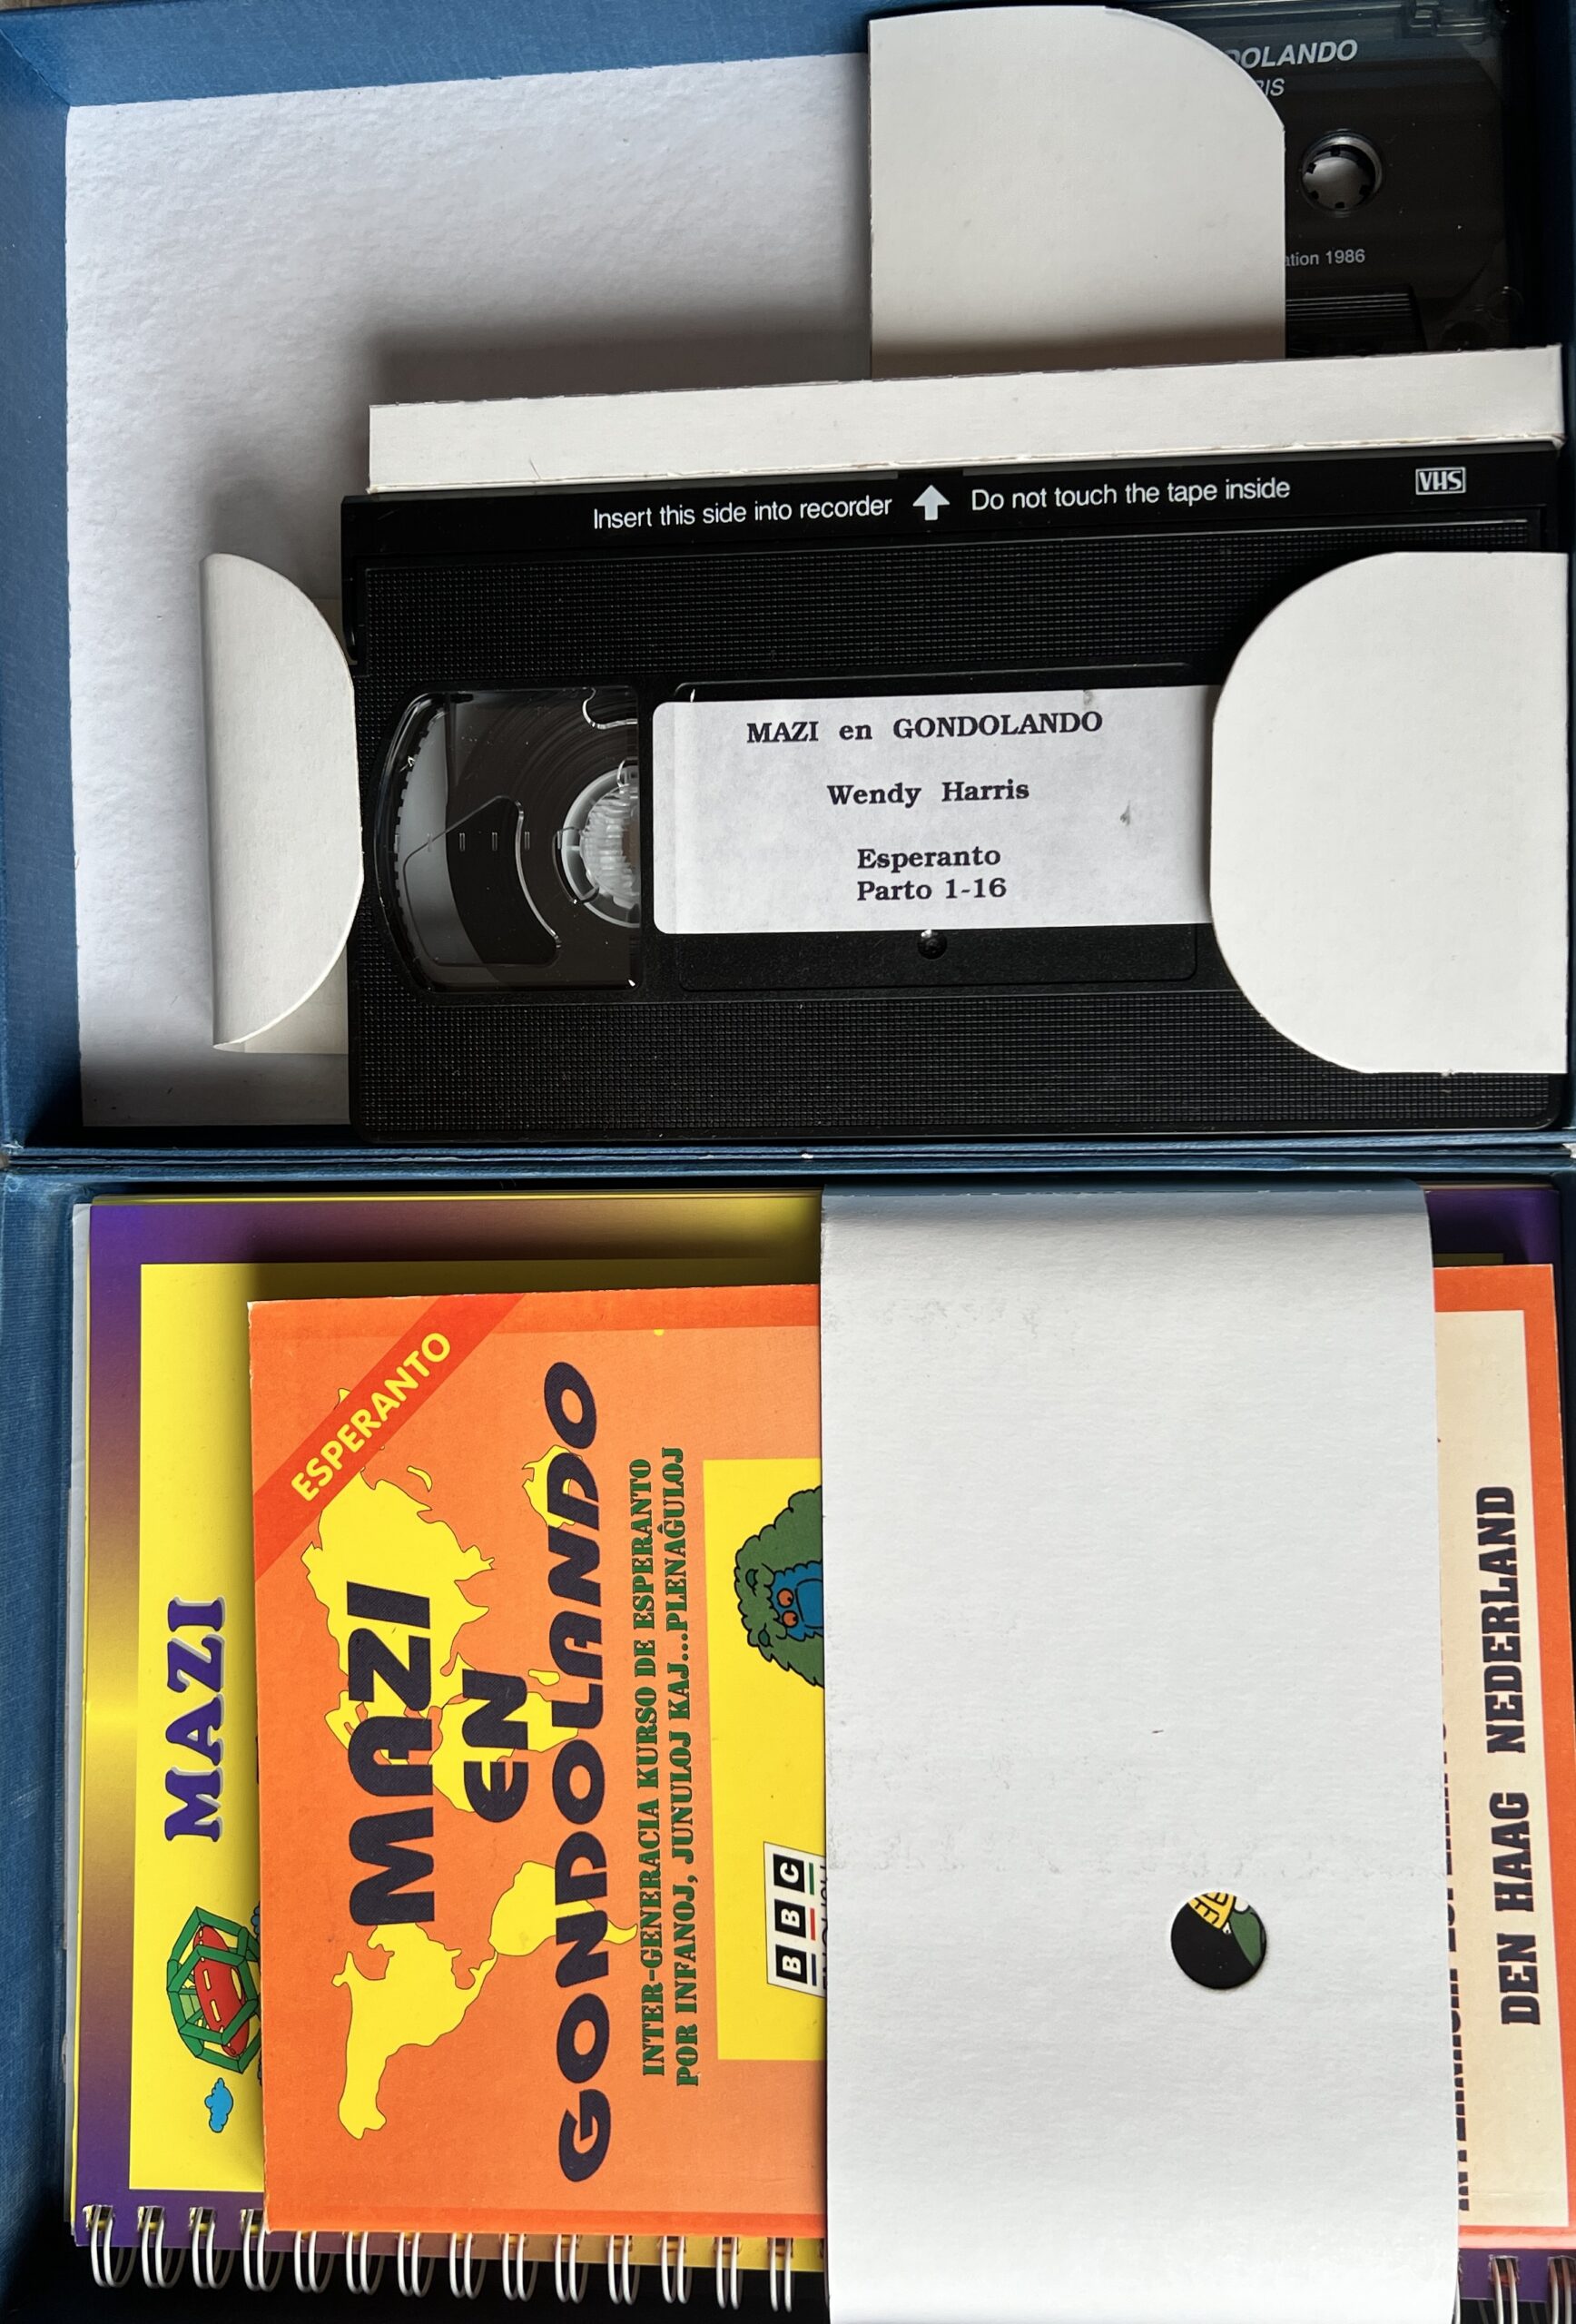 DOLANDO
RIS
ation 1986
Insert this side into recorder Do not touch the tape inside
VHS
MAZI en GONDOLANDO
Wendy Harris
Esperanto
Parto 1-16
MAZI
ESPERANTO
MAZI
EN
GONDOLANDO
INTER-GENERACIA KURSO DE ESPERANTO
POR INFANOJ, JUNULOJ KAJ...PLENAĜULOJ
BBC
DEN HAAG NEDERLAND